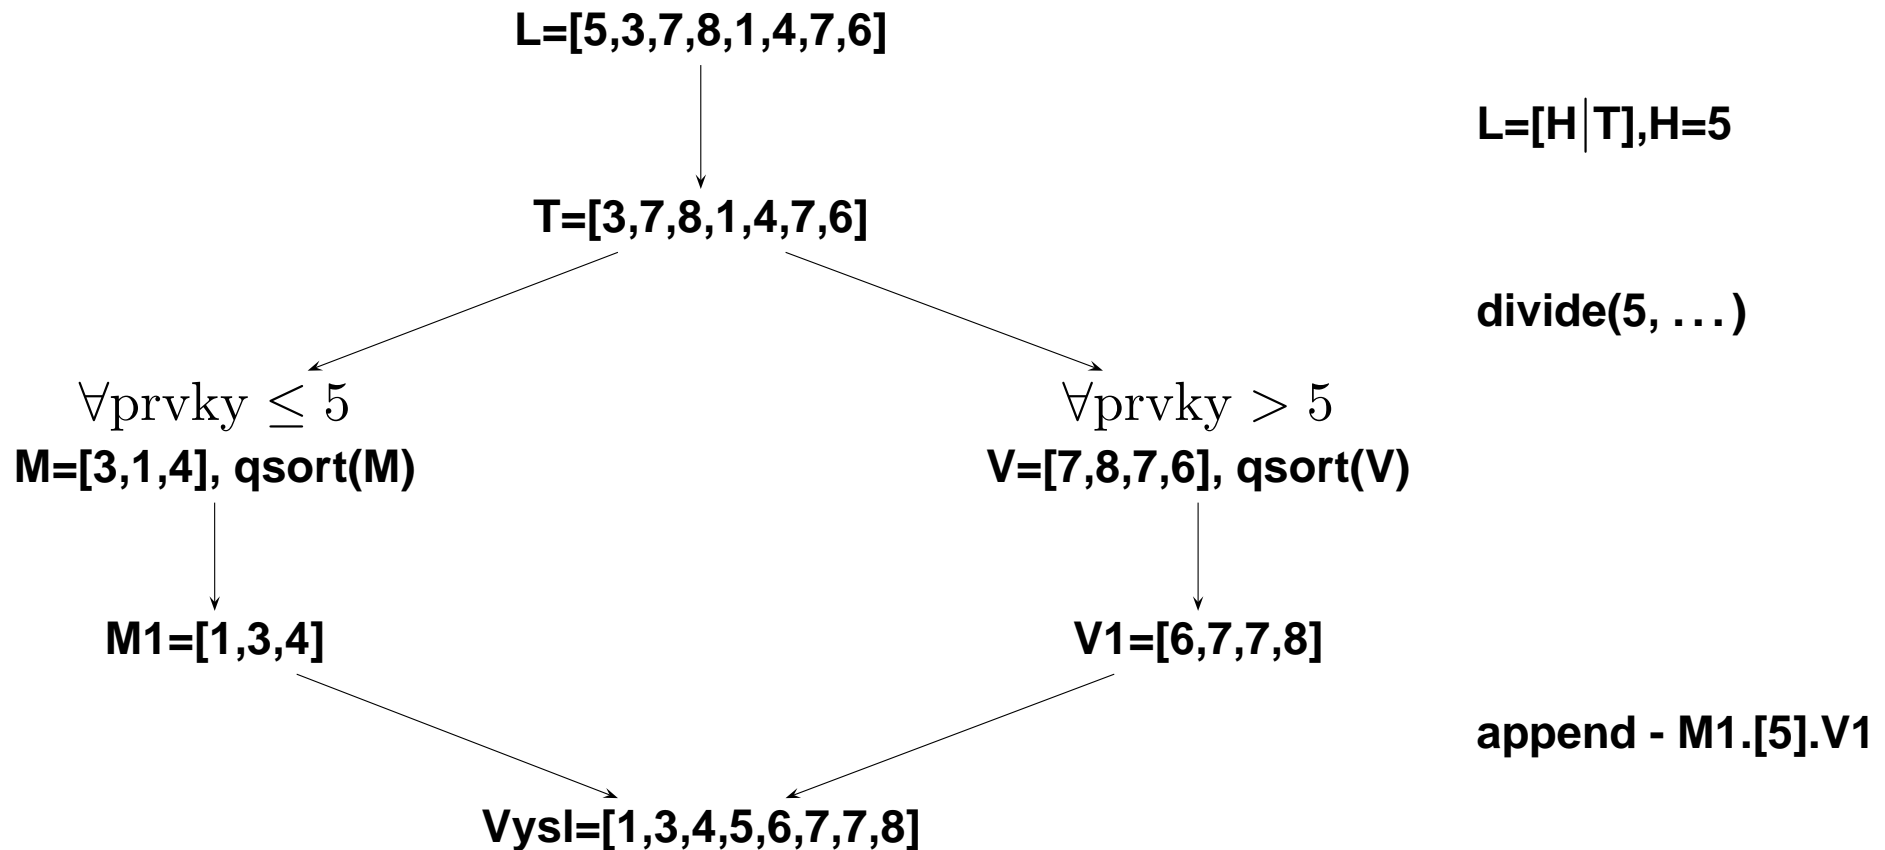 L=[5,3,7,8,1,4,7,6]
L=[H|T],H=5
T=[3,7,8,1,4,7,6]
divide(5, ...)
∀prvky ≤ 5
∀prvky > 5
M=[3,1,4], qsort(M)
V=[7,8,7,6], qsort(V)
M1=[1,3,4]
V1=[6,7,7,8]
append - M1.[5].V1
Vysl=[1,3,4,5,6,7,7,8]